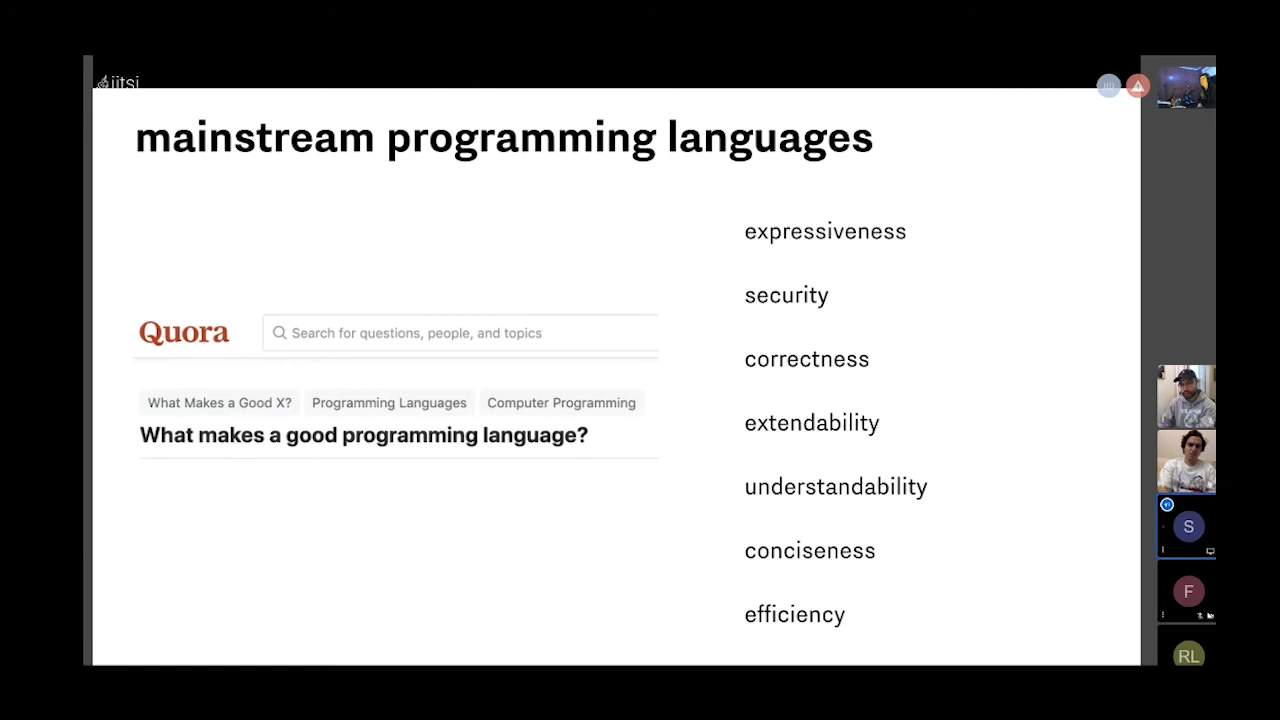 jitsi
mainstream programming languages
expressiveness
security
correctness
extendability
understandability
conciseness
efficiency
Quora
Search for questions, people, and topics
What Makes a Good X? Programming Languages Computer Programming
What makes a good programming language?
S
F
RL